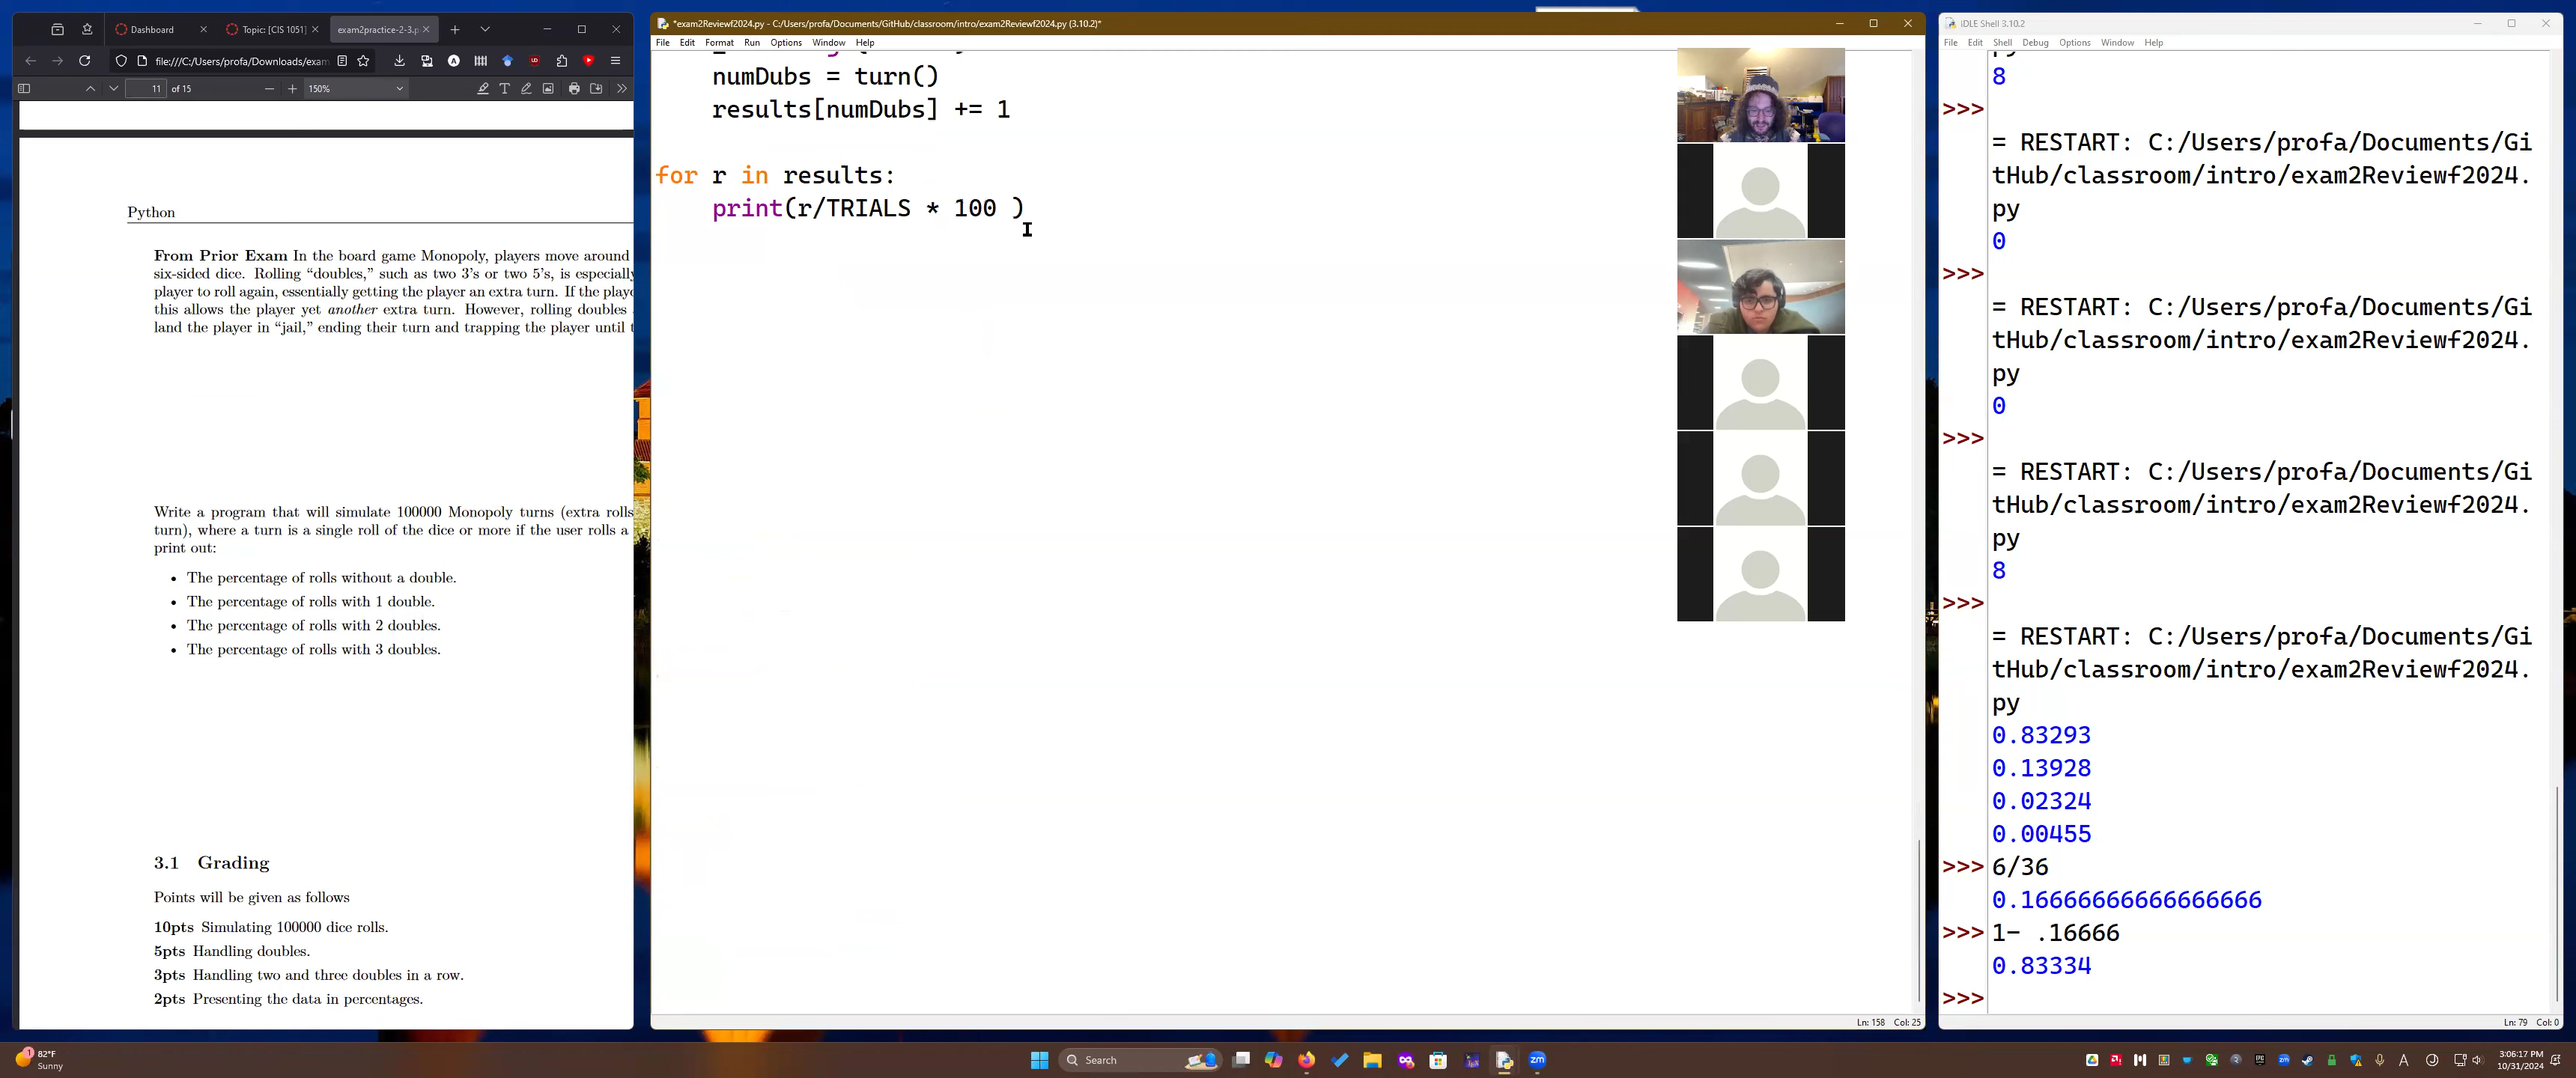 Dashboard
Topic: [CIS 1051]
exam2practice-2-3.p
file:///C:/Users/profa/Downloads/exam
11 of 15
150%
Python
From Prior Exam In the board game Monopoly, players move around
six-sided dice. Rolling “doubles,” such as two 3’s or two 5’s, is especially
player to roll again, essentially getting the player an extra turn. If the playe
this allows the player yet another extra turn. However, rolling doubles
land the player in “jail,” ending their turn and trapping the player until t
Write a program that will simulate 100000 Monopoly turns (extra rolls
turn), where a turn is a single roll of the dice or more if the user rolls a
print out:
• The percentage of rolls without a double.
• The percentage of rolls with 1 double.
• The percentage of rolls with 2 doubles.
• The percentage of rolls with 3 doubles.
3.1 Grading
Points will be given as follows
10pts Simulating 100000 dice rolls.
5pts Handling doubles.
3pts Handling two and three doubles in a row.
2pts Presenting the data in percentages.
*exam2Reviewf2024.py - C:/Users/profa/Documents/GitHub/classroom/intro/exam2Reviewf2024.py (3.10.2)*
File Edit Format Run Options Window Help
numDubs = turn()
results[numDubs] += 1
for r in results:
print(r/TRIALS * 100 )
Ln: 158 Col: 25
IDLE Shell 3.10.2
File Edit Shell Debug Options Window Help
py
8
>>>
= RESTART: C:/Users/profa/Documents/Gi
tHub/classroom/intro/exam2Reviewf2024.
py
0
>>>
= RESTART: C:/Users/profa/Documents/Gi
tHub/classroom/intro/exam2Reviewf2024.
py
0
>>>
= RESTART: C:/Users/profa/Documents/Gi
tHub/classroom/intro/exam2Reviewf2024.
py
8
>>>
= RESTART: C:/Users/profa/Documents/Gi
tHub/classroom/intro/exam2Reviewf2024.
py
0.83293
0.13928
0.02324
0.00455
>>> 6/36
0.16666666666666666
>>> 1- .16666
0.83334
>>>
Ln: 79 Col: 0
82°F
Sunny
Search
3:06:17 PM
10/31/2024